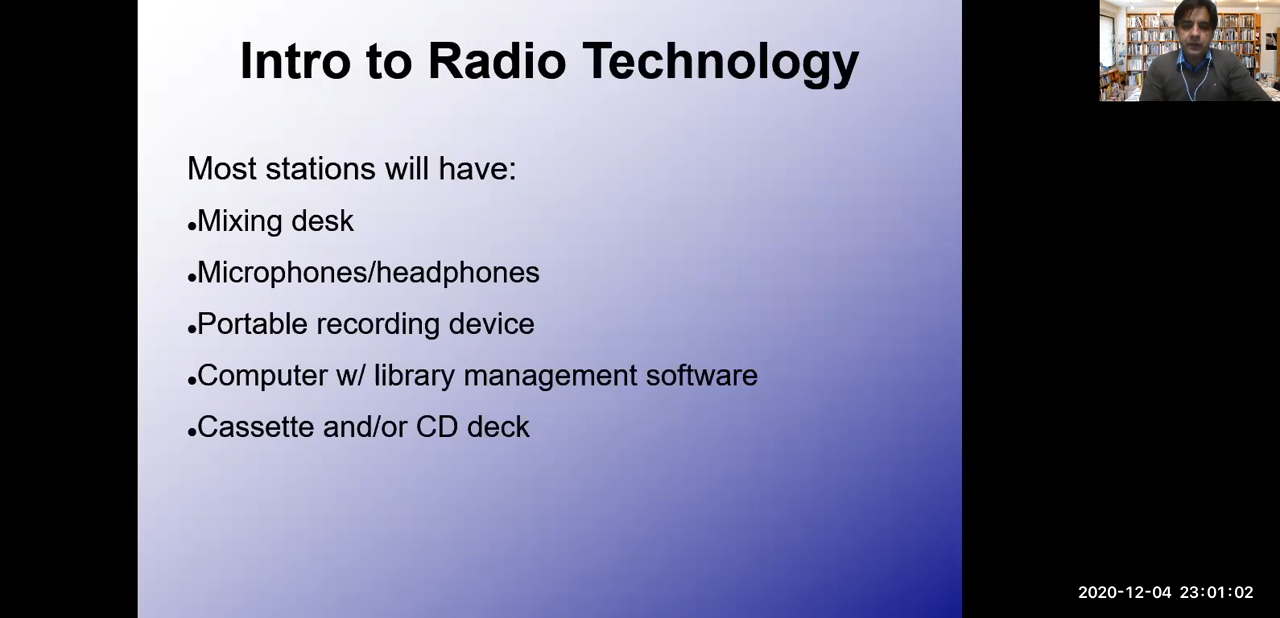 Intro to Radio Technology
Most stations will have:
•Mixing desk
•Microphones/headphones
•Portable recording device
•Computer w/ library management software
•Cassette and/or CD deck
2020-12-04 23:01:02